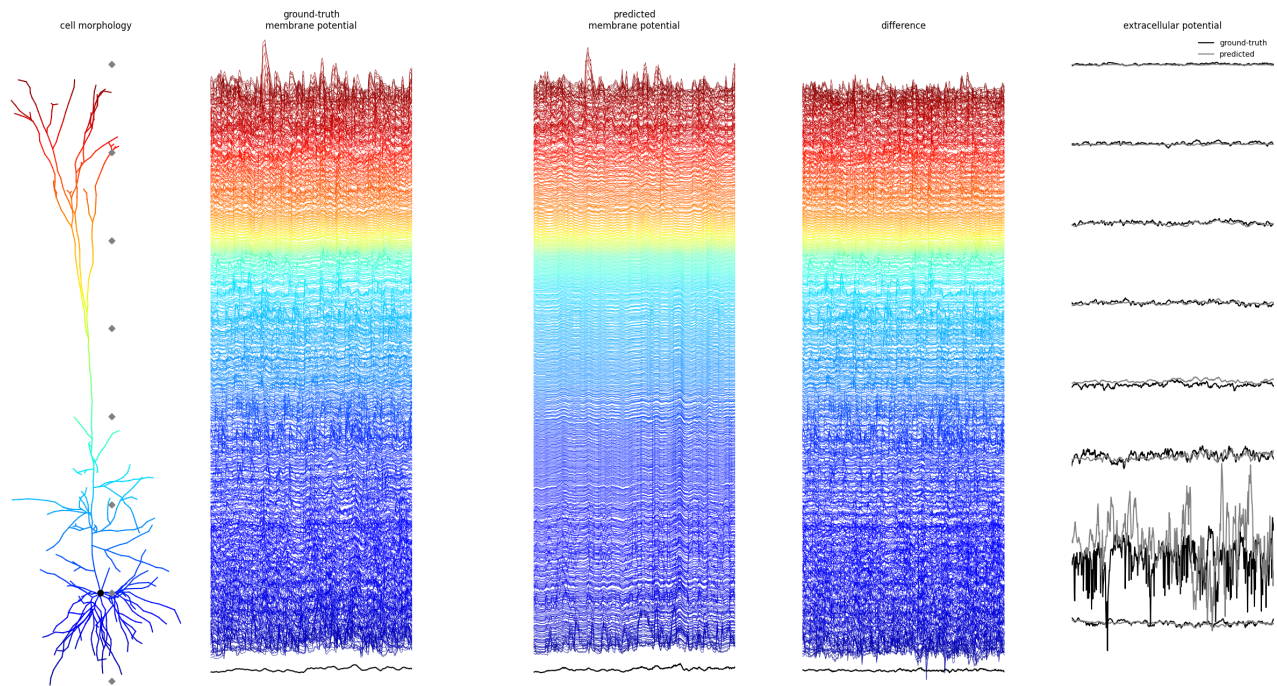 cell morphology
ground-truth
membrane potential
predicted
membrane potential
difference
extracellular potential
ground-truth
predicted